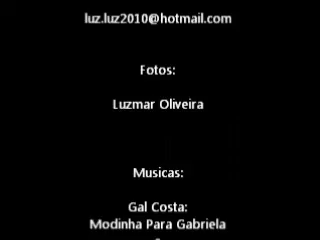 luz.luz2010@hotmail.com
Fotos:
Luzmar Oliveira
Musicas:
Gal Costa:
Modinha Para Gabriela